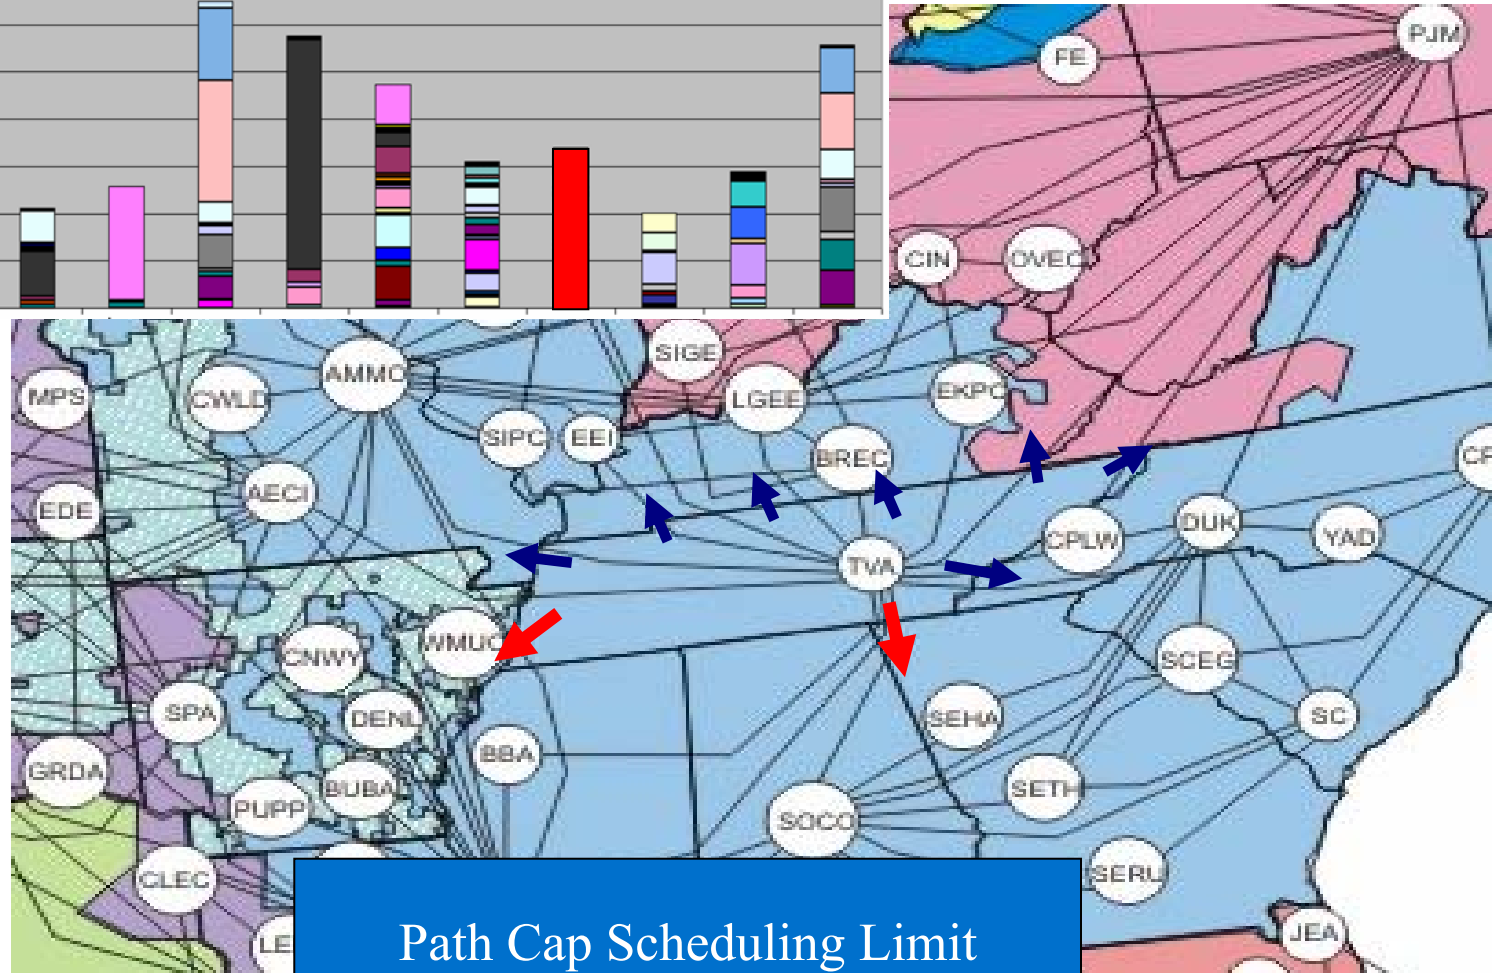 PJM
FE
CIN
OVEC
SIGE
AMMO
MPS
CWLD
LGEE
EKPC
SIPC
EEI
BREC
AECI
EDE
DUK
CPLW
YAD
TVA
WMUC
CNWY
SCEG
SPA
DENL
SEHA
SC
BBA
GRDA
BUBA
SETH
PUPP
SOCO
CLEC
SERU
JEA
Path Cap Scheduling Limit